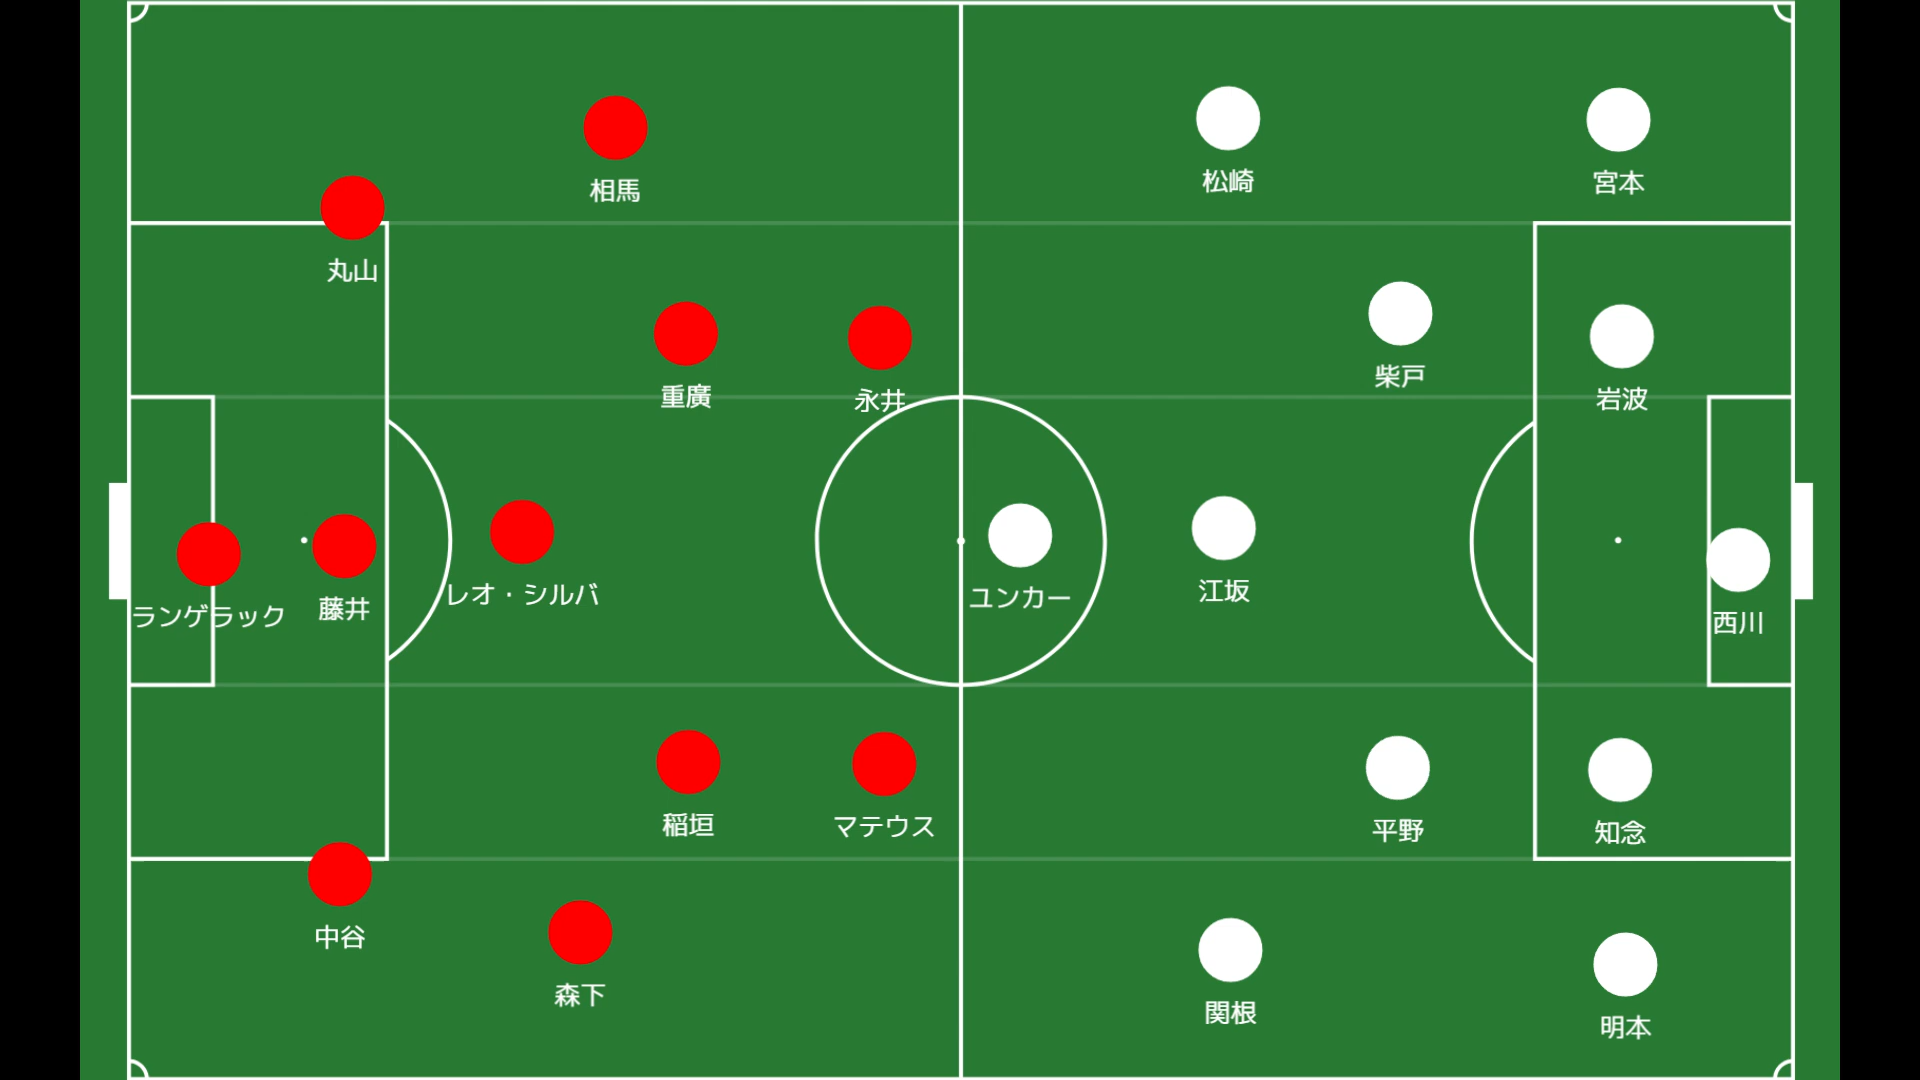 相馬
松崎
宮本
丸山
重廣
永井
柴戸
岩波
ランゲラック
藤井
レオ・シルバ
ユンカー
江坂
西川
稲垣
マテウス
平野
知念
中谷
森下
関根
明本